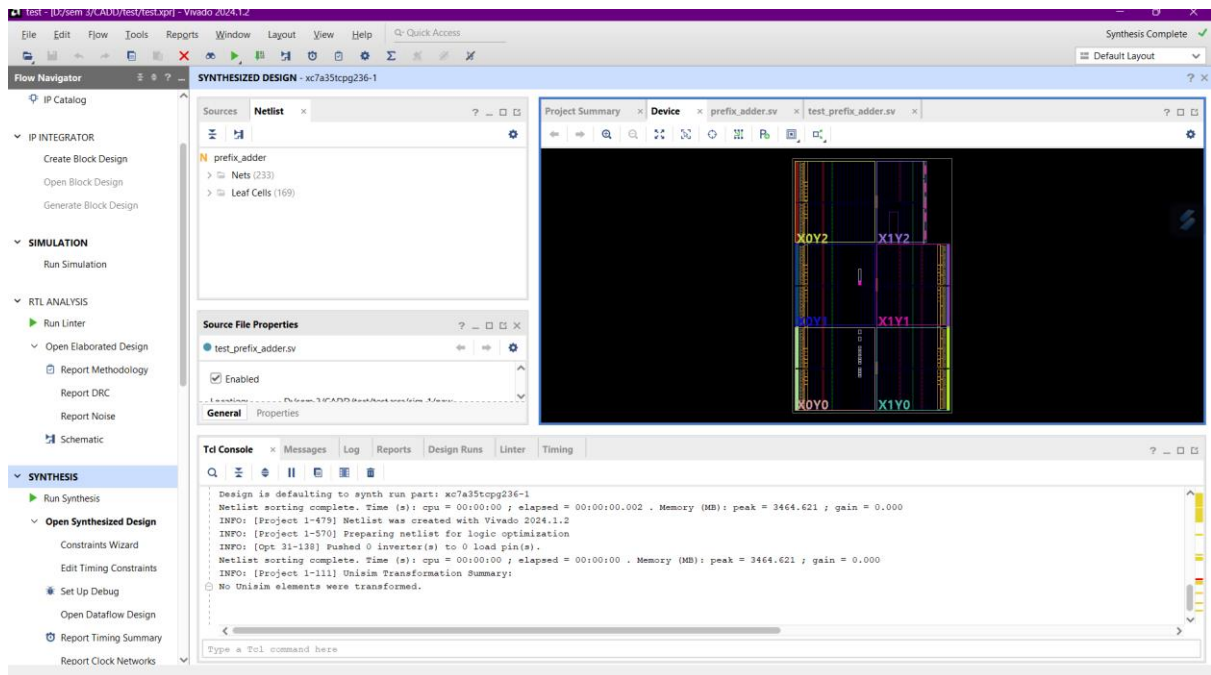 test - [D:/sem 3/CADD/test/test.xpr] - Vivado 2024.1.2
File Edit Flow Tools Reports Window Layout View Help Q- Quick Access Synthesis Complete
Default Layout
Flow Navigator
SYNTHESIZED DESIGN - xc7a35tcpg236-1
IP Catalog
IP INTEGRATOR
Create Block Design
Open Block Design
Generate Block Design
SIMULATION
Run Simulation
RTL ANALYSIS
Run Linter
Open Elaborated Design
Report Methodology
Report DRC
Report Noise
Schematic
SYNTHESIS
Run Synthesis
Open Synthesized Design
Constraints Wizard
Edit Timing Constraints
Set Up Debug
Open Dataflow Design
Report Timing Summary
Report Clock Networks
Sources Netlist
N prefix_adder
Nets (233)
Leaf Cells (169)
Source File Properties
test_prefix_adder.sv
Enabled
General Properties
Project Summary Device prefix_adder.sv test_prefix_adder.sv
X0Y2 X1Y2
X0Y1 X1Y1
X0Y0 X1Y0
Tcl Console Messages Log Reports Design Runs Linter Timing
Design is defaulting to synth run part: xc7a35tcpg236-1
Netlist sorting complete. Time (s): cpu = 00:00:00 ; elapsed = 00:00:00.002 . Memory (MB): peak = 3464.621 ; gain = 0.000
INFO: [Project 1-479] Netlist was created with Vivado 2024.1.2
INFO: [Project 1-570] Preparing netlist for logic optimization
INFO: [Opt 31-138] Pushed 0 inverter(s) to 0 load pin(s).
Netlist sorting complete. Time (s): cpu = 00:00:00 ; elapsed = 00:00:00 . Memory (MB): peak = 3464.621 ; gain = 0.000
INFO: [Project 1-111] Unisim Transformation Summary:
No Unisim elements were transformed.
Type a Tcl command here